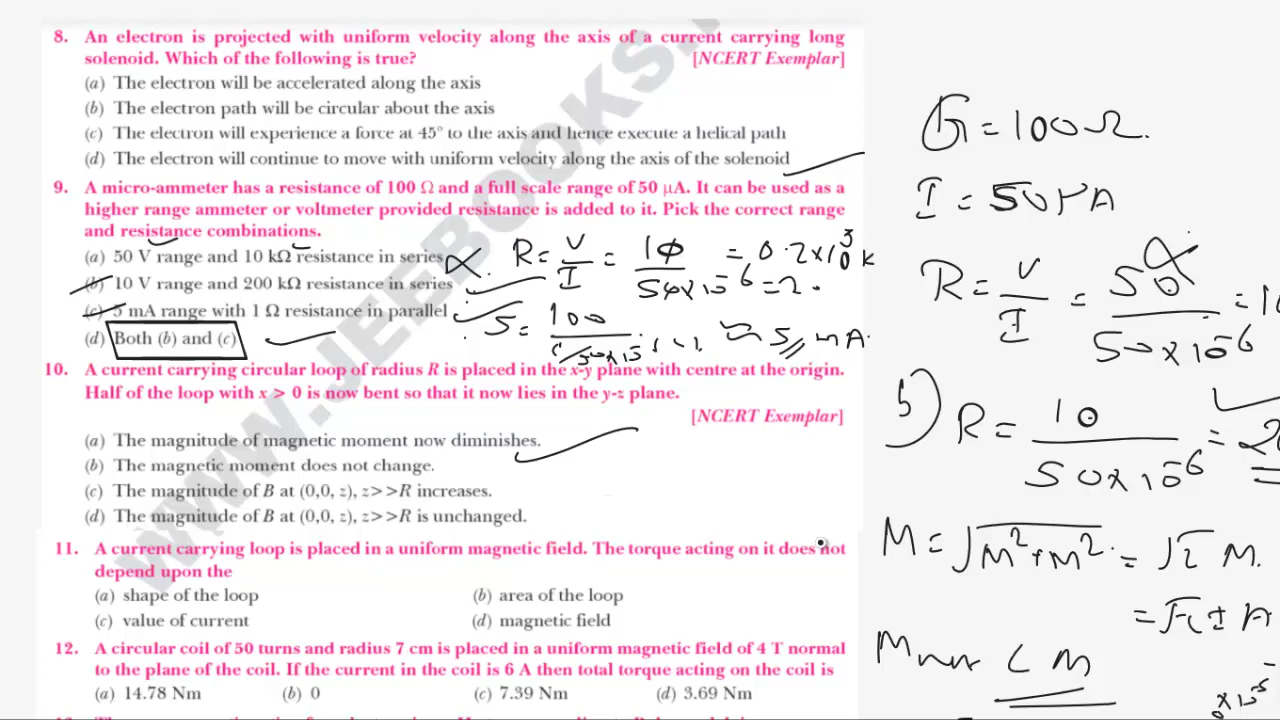 8. An electron is projected with uniform velocity along the axis of a current carrying long
solenoid. Which of the following is true? [NCERT Exemplar]
(a) The electron will be accelerated along the axis
(b) The electron path will be circular about the axis
(c) The electron will experience a force at 45° to the axis and hence execute a helical path
(d) The electron will continue to move with uniform velocity along the axis of the solenoid
9. A micro-ammeter has a resistance of 100 Ω and a full scale range of 50 μA. It can be used as a
higher range ammeter or voltmeter provided resistance is added to it. Pick the correct range
and resistance combinations.
(a) 50 V range and 10 kΩ resistance in series
(b) 10 V range and 200 kΩ resistance in series
(c) 5 mA range with 1 Ω resistance in parallel
(d) Both (b) and (c)
R = V/I = 10/50×10^-6 = 0.2×10^3
S = 100
≈ 5 mA.
10. A current carrying circular loop of radius R is placed in the x-y plane with centre at the origin.
Half of the loop with x > 0 is now bent so that it now lies in the y-z plane.
[NCERT Exemplar]
(a) The magnitude of magnetic moment now diminishes.
(b) The magnetic moment does not change.
(c) The magnitude of B at (0,0, z), z>>R increases.
(d) The magnitude of B at (0,0, z), z>>R is unchanged.
11. A current carrying loop is placed in a uniform magnetic field. The torque acting on it does not
depend upon the
(a) shape of the loop (b) area of the loop
(c) value of current (d) magnetic field
12. A circular coil of 50 turns and radius 7 cm is placed in a uniform magnetic field of 4 T normal
to the plane of the coil. If the current in the coil is 6 A then total torque acting on the coil is
(a) 14.78 Nm (b) 0 (c) 7.39 Nm (d) 3.69 Nm
G = 100 Ω.
I = 50 μA
R = V/I = 50/50×10^-6 = 10
b) R = 10/50×10^-6 = 20
M = √M²+M² = √2 M.
< M
WWW.JEEBOOKS.